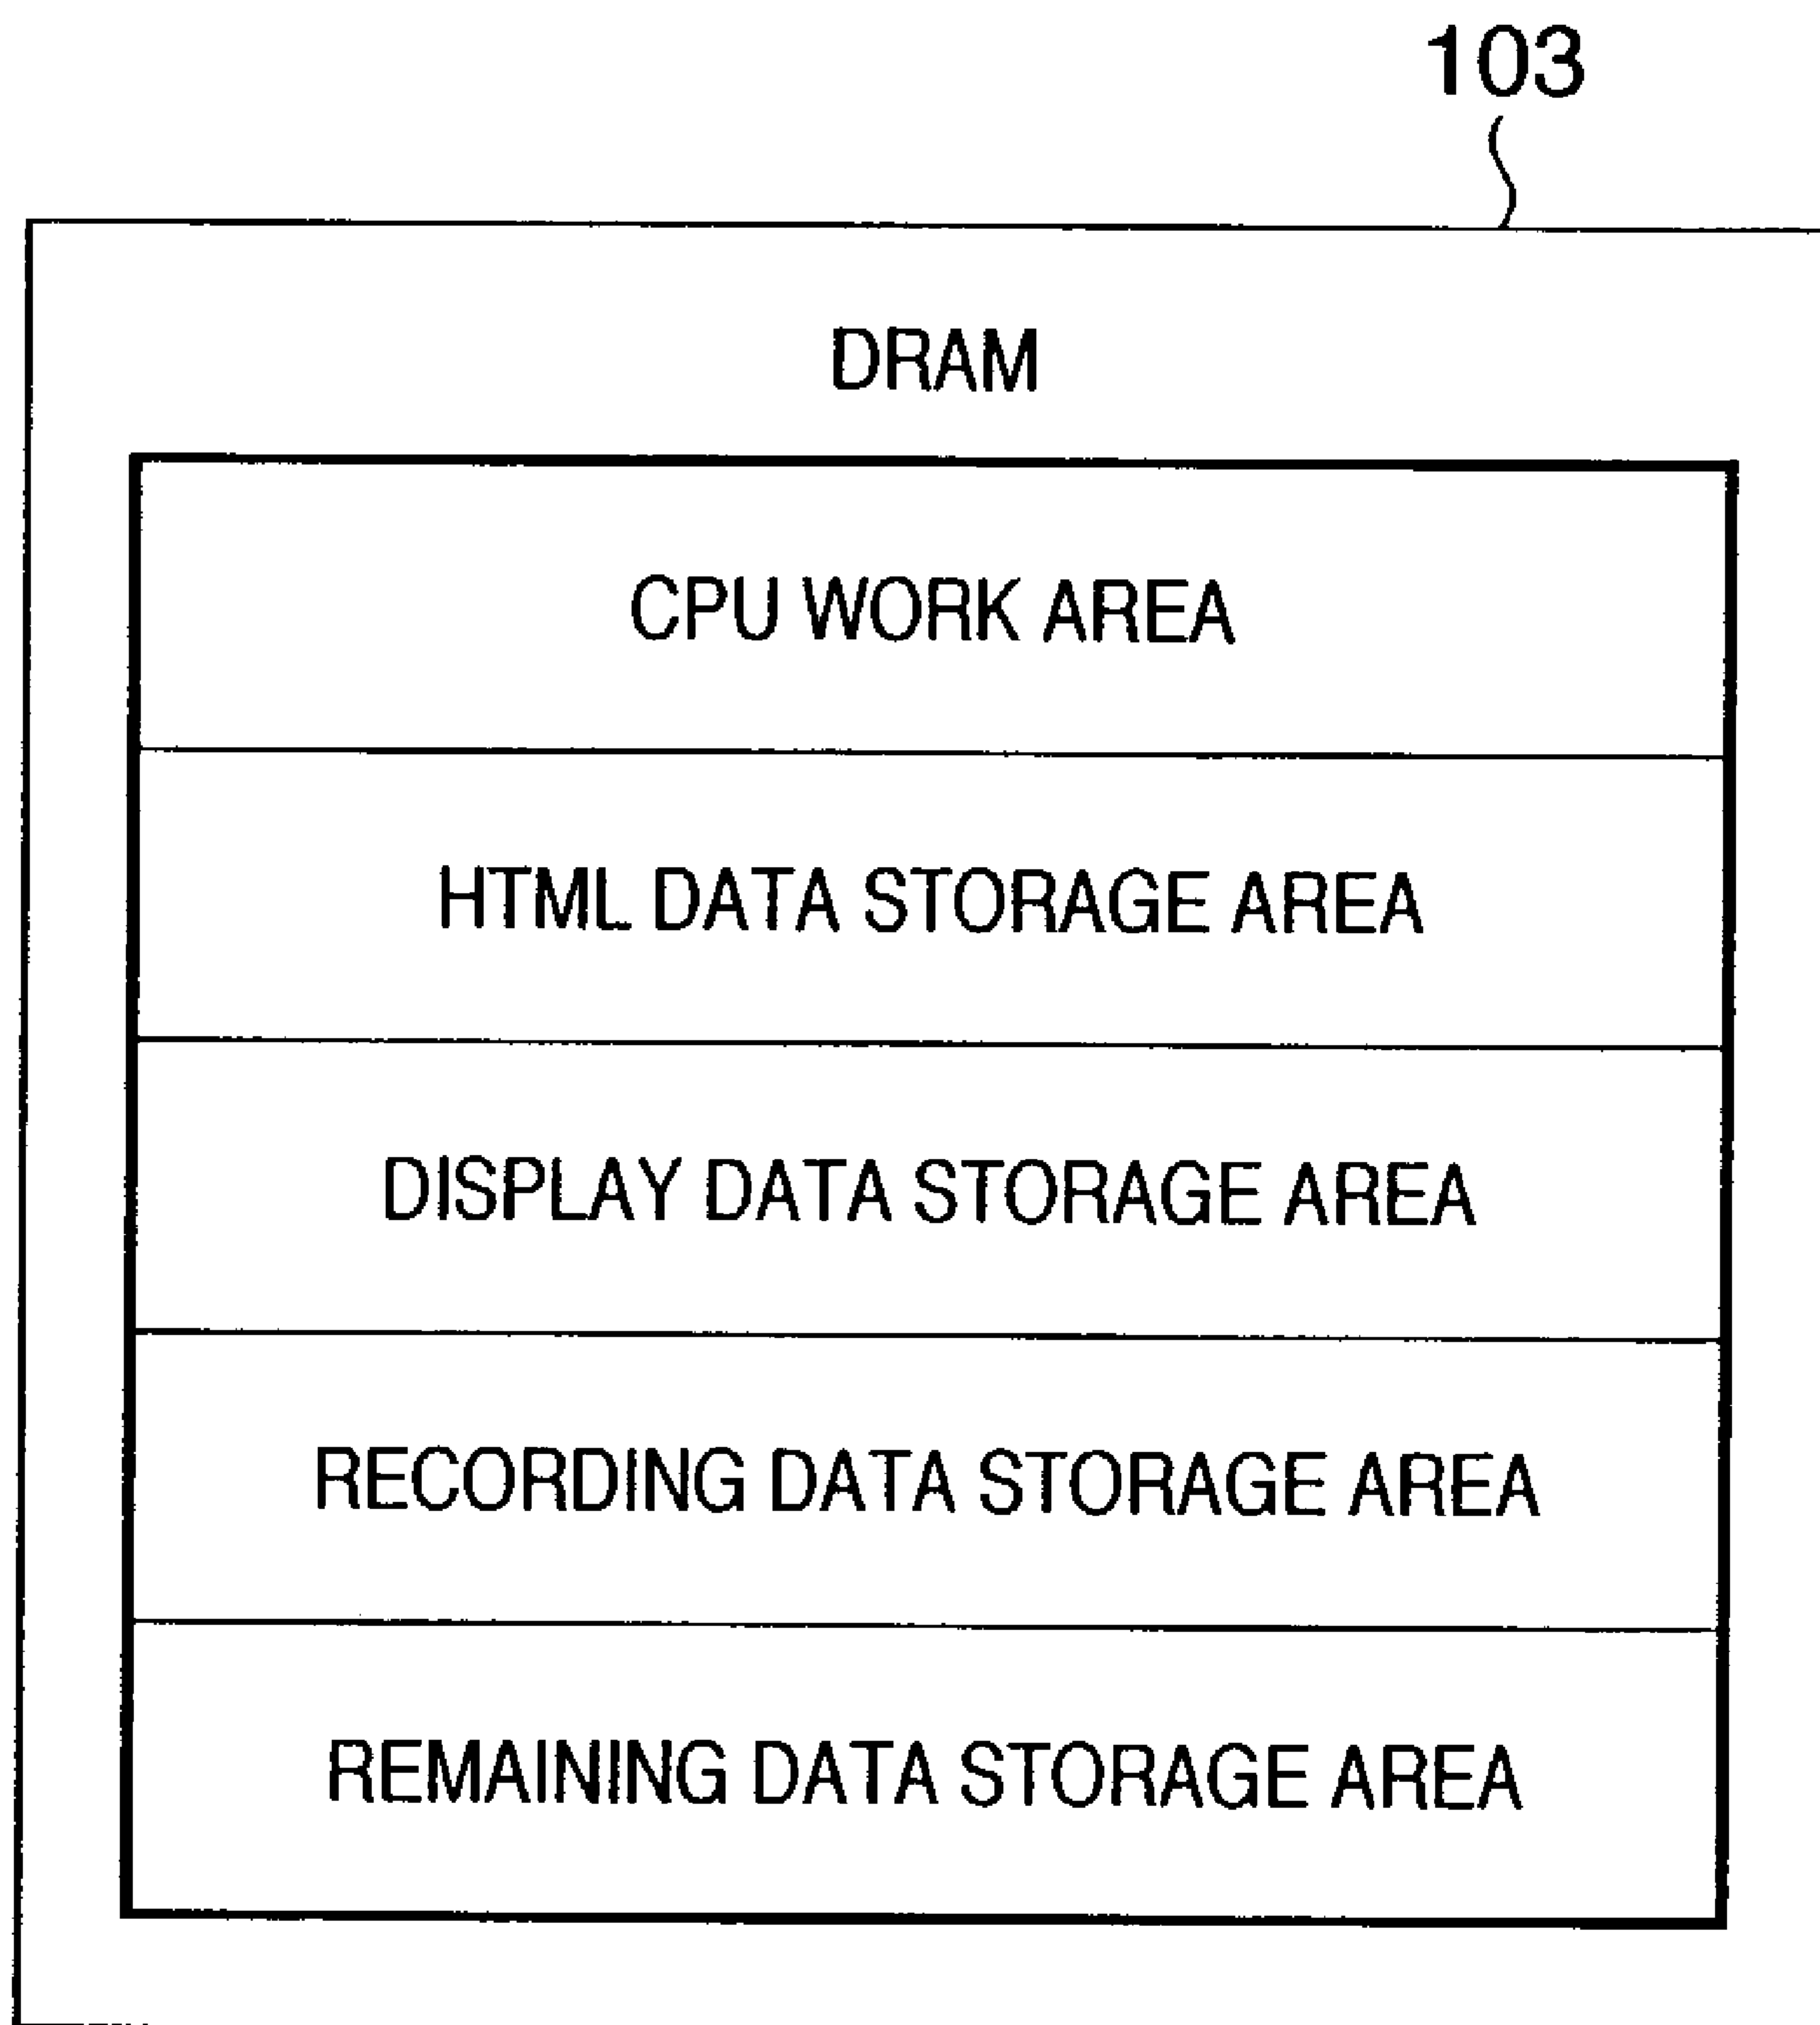 103
DRAM
CPU WORK AREA
HTML DATA STORAGE AREA
DISPLAY DATA STORAGE AREA
RECORDING DATA STORAGE AREA
REMAINING DATA STORAGE AREA